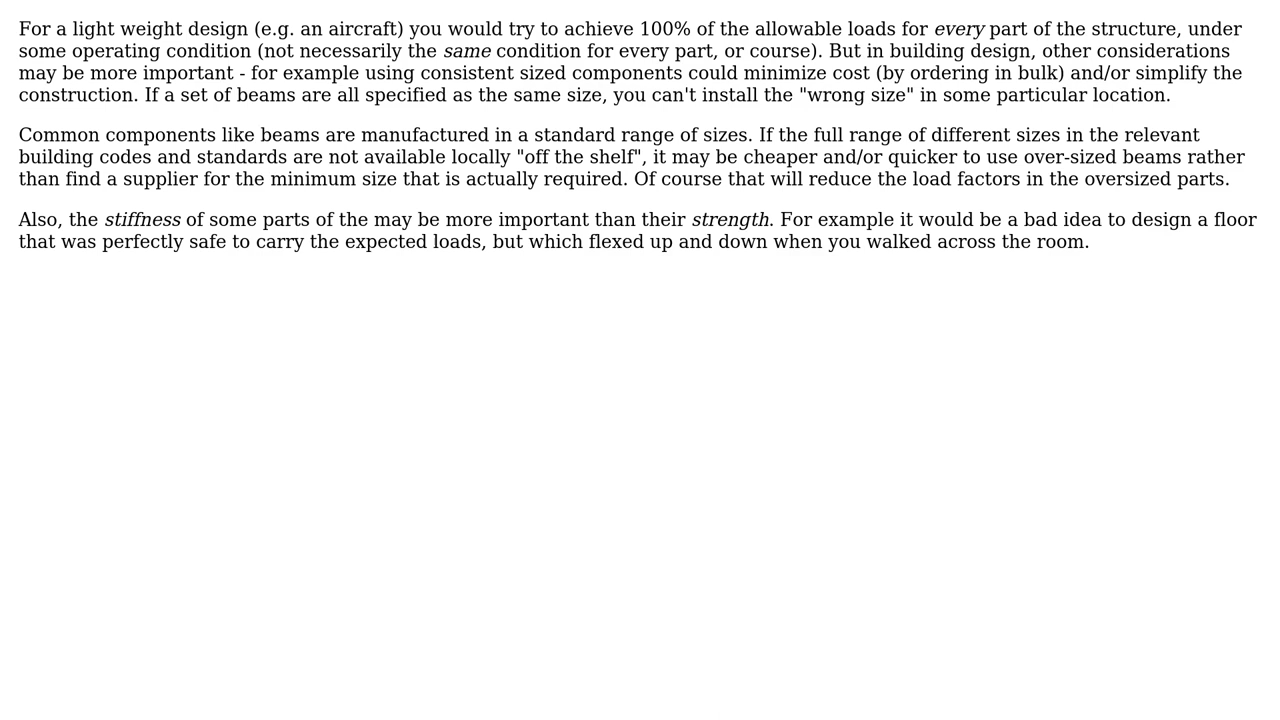 For a light weight design (e.g. an aircraft) you would try to achieve 100% of the allowable loads for every part of the structure, under
some operating condition (not necessarily the same condition for every part, or course). But in building design, other considerations
may be more important - for example using consistent sized components could minimize cost (by ordering in bulk) and/or simplify the
construction. If a set of beams are all specified as the same size, you can't install the "wrong size" in some particular location.
Common components like beams are manufactured in a standard range of sizes. If the full range of different sizes in the relevant
building codes and standards are not available locally "off the shelf", it may be cheaper and/or quicker to use over-sized beams rather
than find a supplier for the minimum size that is actually required. Of course that will reduce the load factors in the oversized parts.
Also, the stiffness of some parts of the may be more important than their strength. For example it would be a bad idea to design a floor
that was perfectly safe to carry the expected loads, but which flexed up and down when you walked across the room.